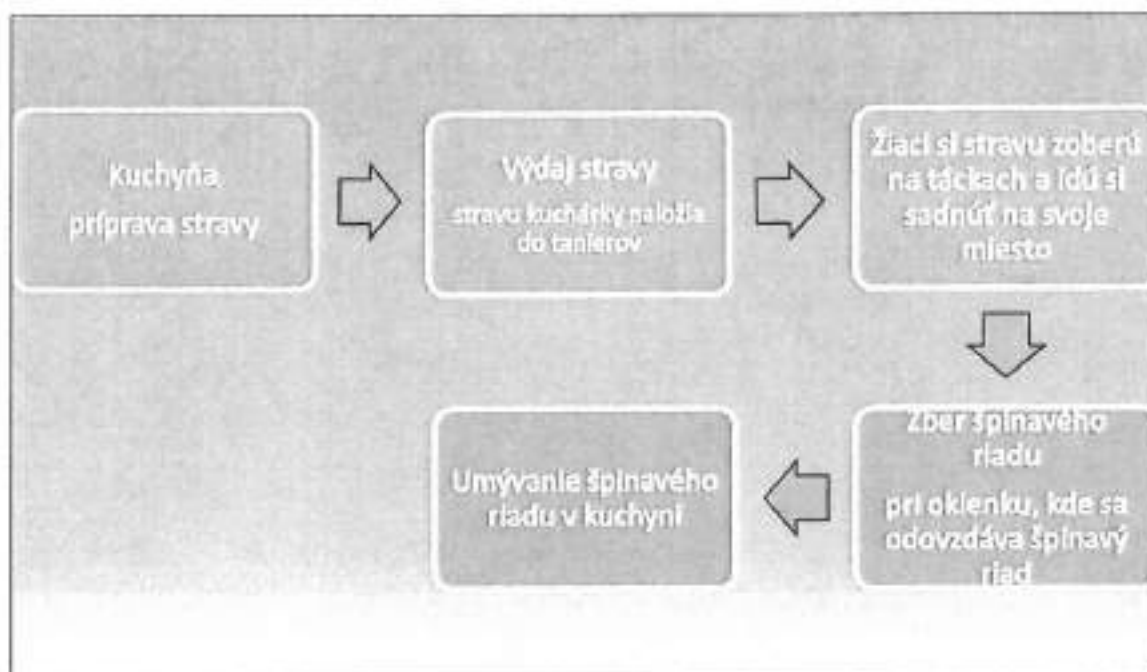 Kuchyňa
príprava stravy
Výdaj stravy
stravu kuchárky naložia
do tanierov
Žiaci si stravu zoberú
na táckach a idú si
sadnúť na svoje
miesto
Zber špinavého
riadu
pri okienku, kde sa
odovzdáva špinavý
riad
Umývanie špinavého
riadu v kuchyni